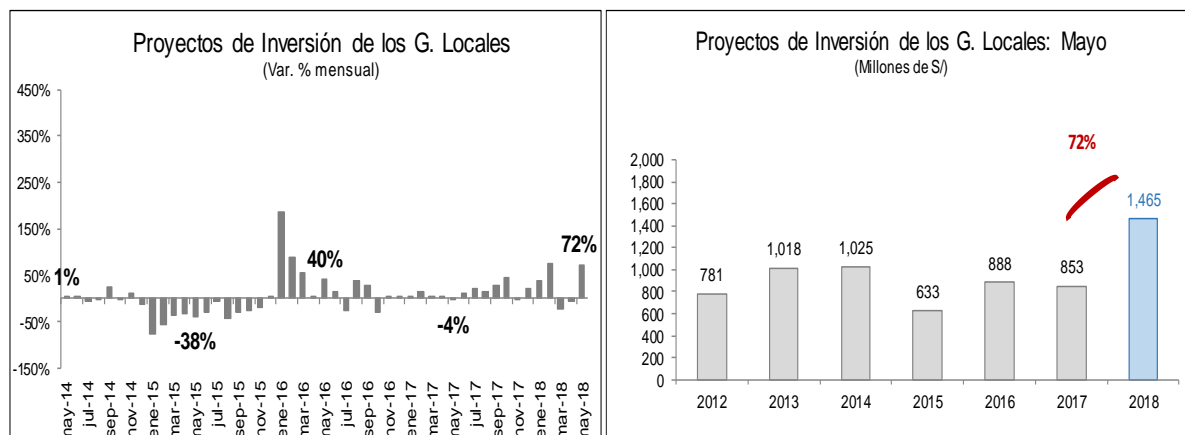 Proyectos de Inversión de los G. Locales
(Var. % mensual)
450%
350%
250%
150%
50%
-50%
-150%
1%
-38%
40%
-4%
72%
may-14
jul-14
sep-14
nov-14
ene-15
mar-15
may-15
jul-15
sep-15
nov-15
ene-16
mar-16
may-16
jul-16
sep-16
nov-16
ene-17
mar-17
may-17
jul-17
sep-17
nov-17
ene-18
mar-18
may-18
Proyectos de Inversión de los G. Locales: Mayo
(Millones de S/)
72%
2,000
1,800
1,600
1,400
1,200
1,000
800
600
400
200
0
781
1,018
1,025
633
888
853
1,465
2012
2013
2014
2015
2016
2017
2018